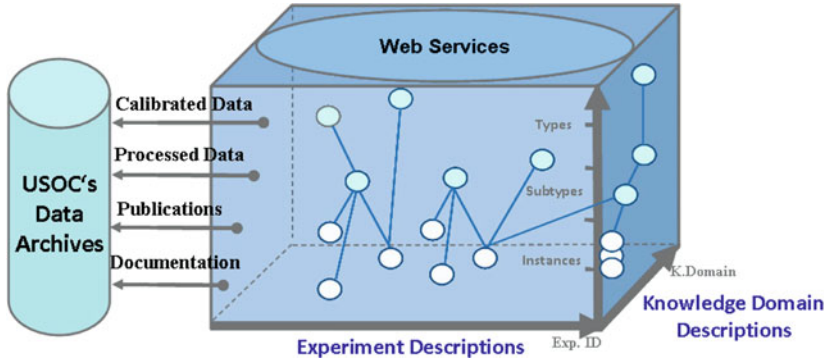 Web Services
Calibrated Data
Processed Data
Publications
Documentation
USOC's
Data
Archives
Types
Subtypes
Instances
K.Domain
Exp. ID
Experiment Descriptions
Knowledge Domain
Descriptions